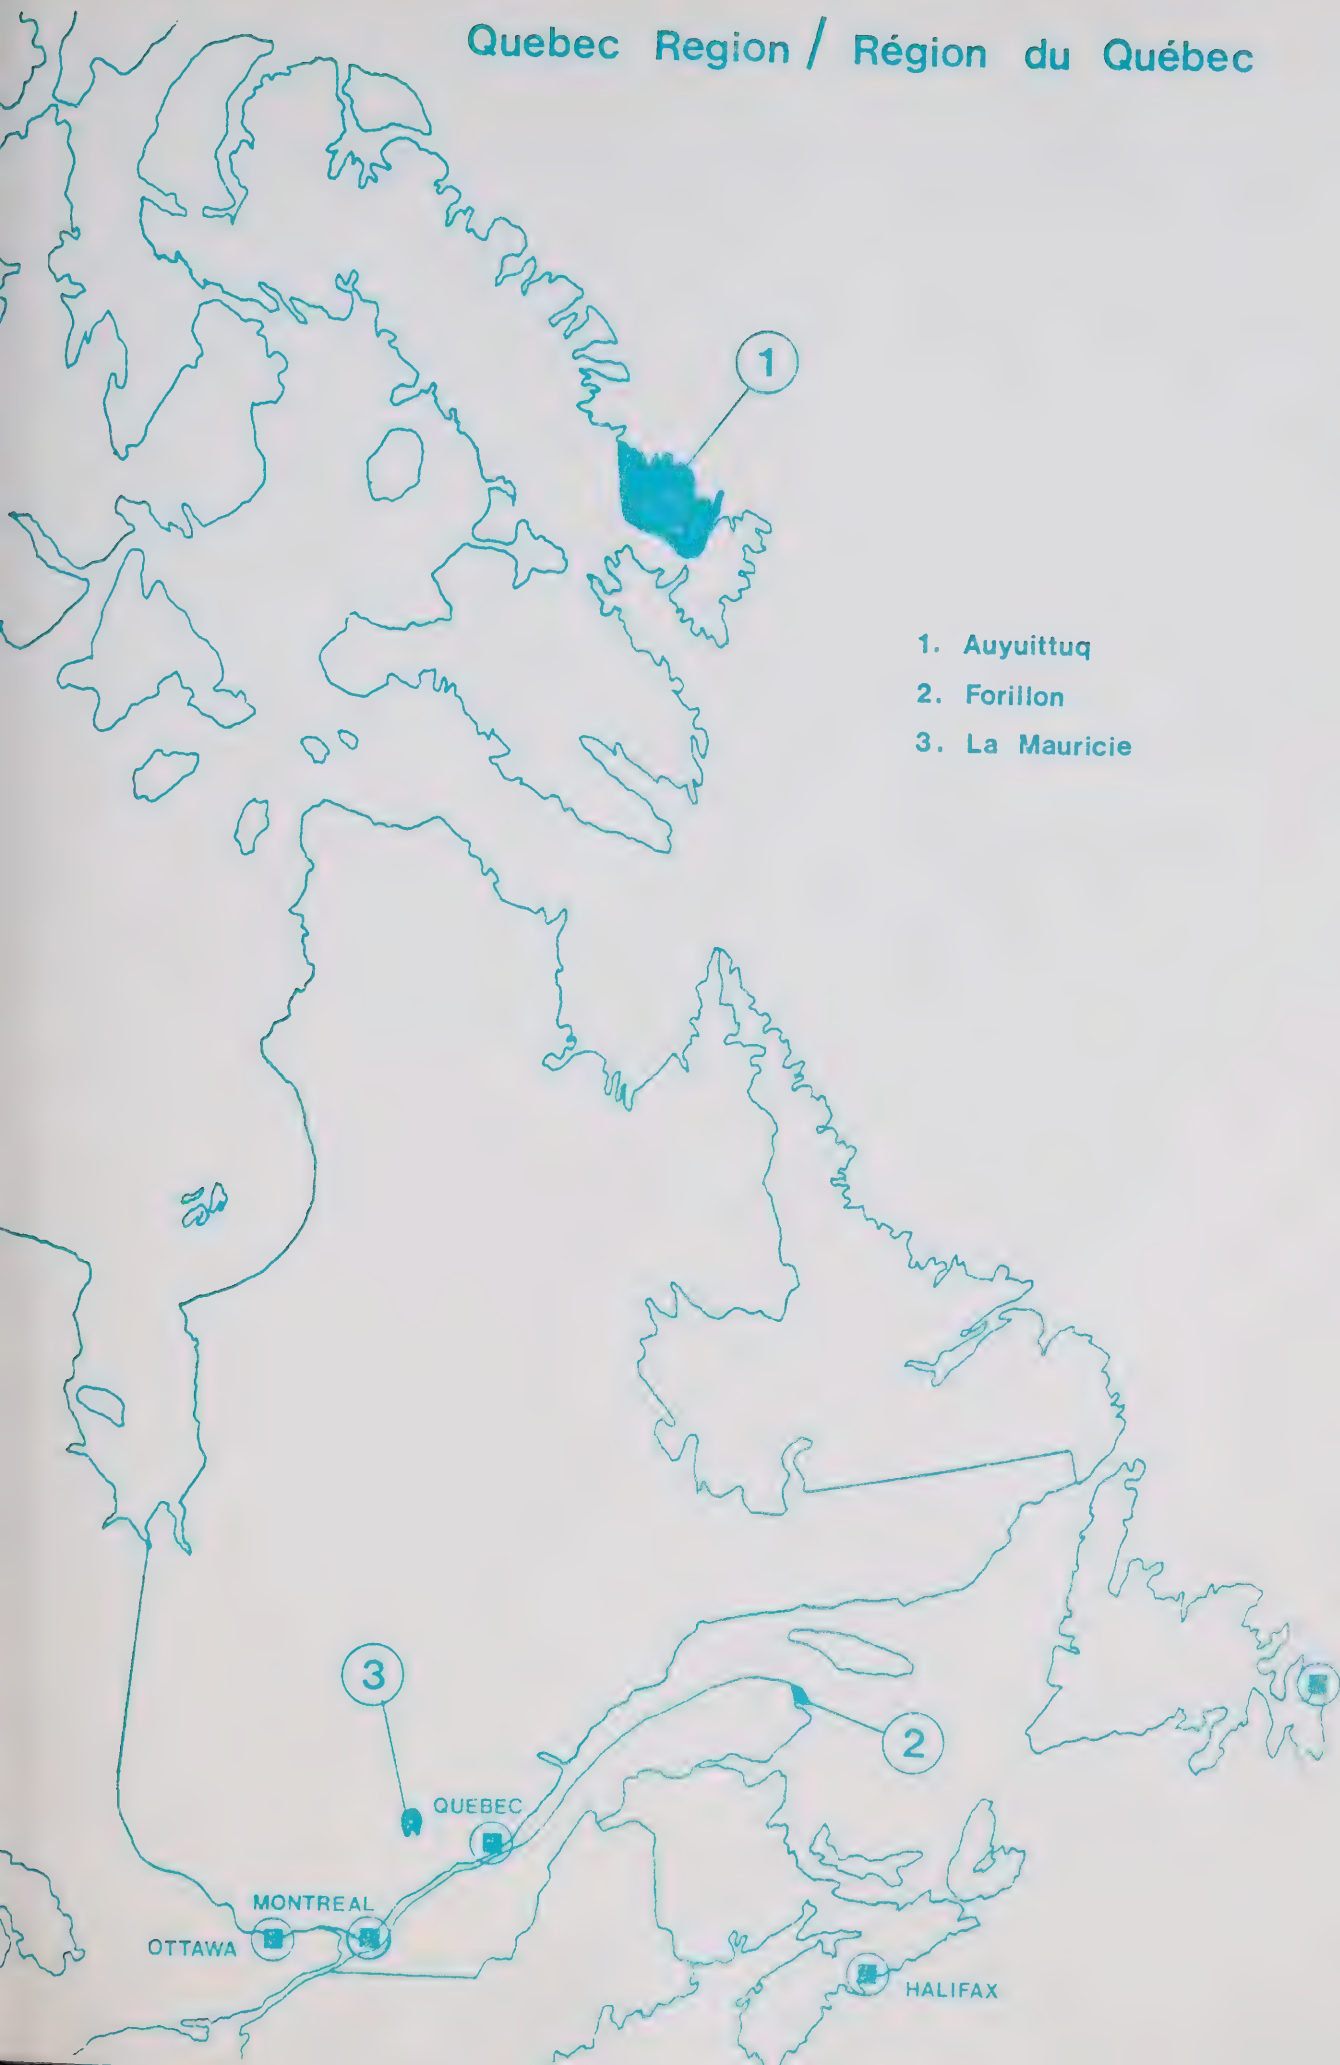 Quebec Region / Région du Québec
1
1. Auyuittuq
2. Forillon
3. La Mauricie
3
2
QUEBEC
MONTREAL
OTTAWA
HALIFAX